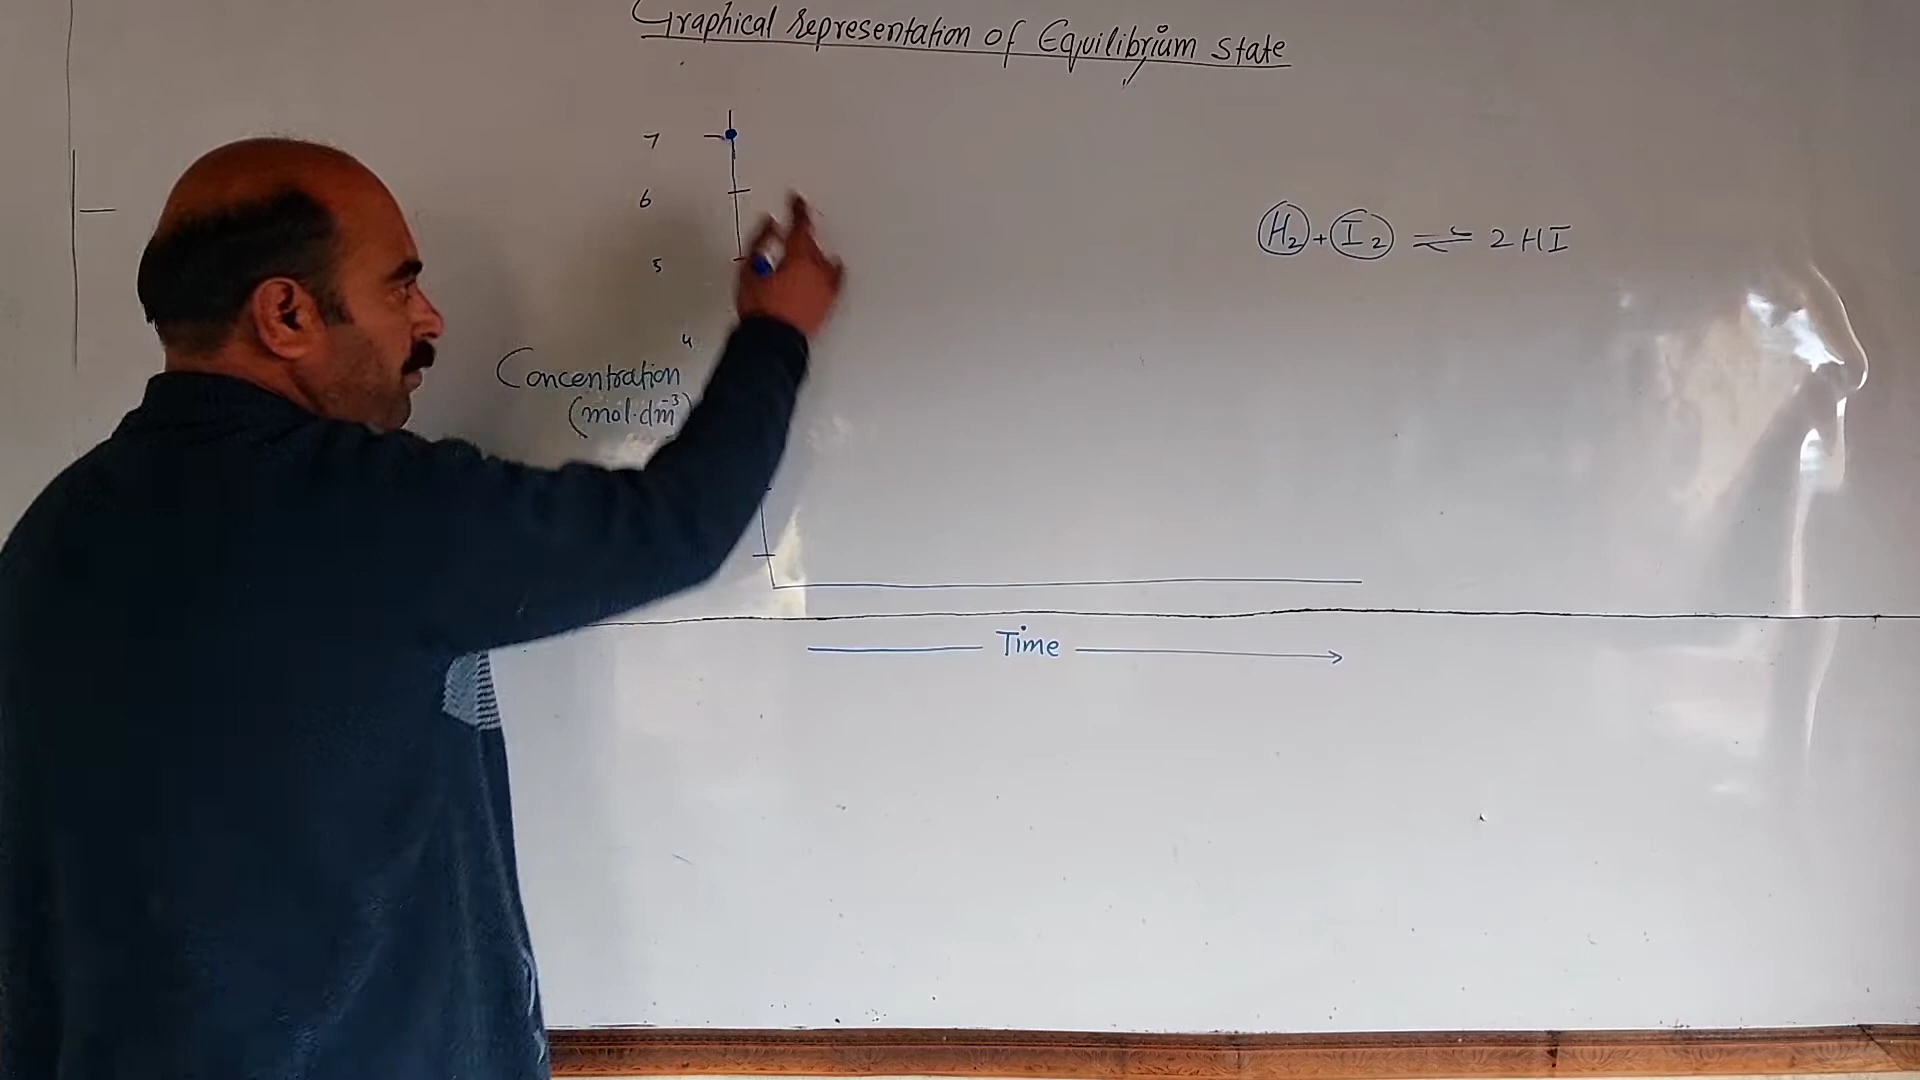 Graphical representation of Equilibrium state
7
6
5
4
Concentration
(mol.dm⁻³)
H₂ + I₂ ⇌ 2HI
Time